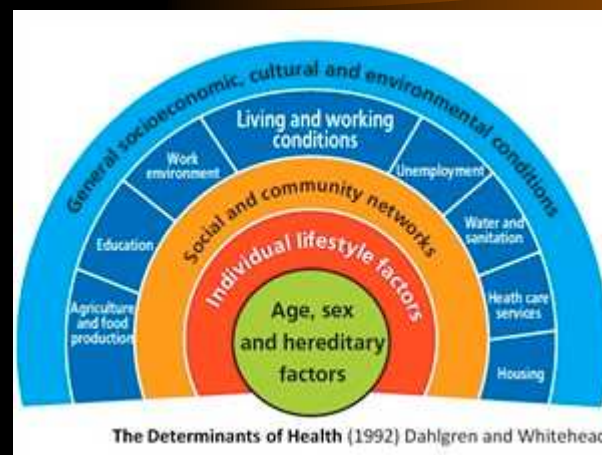 General socioeconomic, cultural and environmental conditions
Living and working
conditions
Work
environment
Unemployment
Education
Water and
sanitation
Agriculture
and food
production
Heath care
services
Housing
Social and community networks
Individual lifestyle factors
Age, sex
and hereditary
factors
The Determinants of Health (1992) Dahlgren and Whitehead